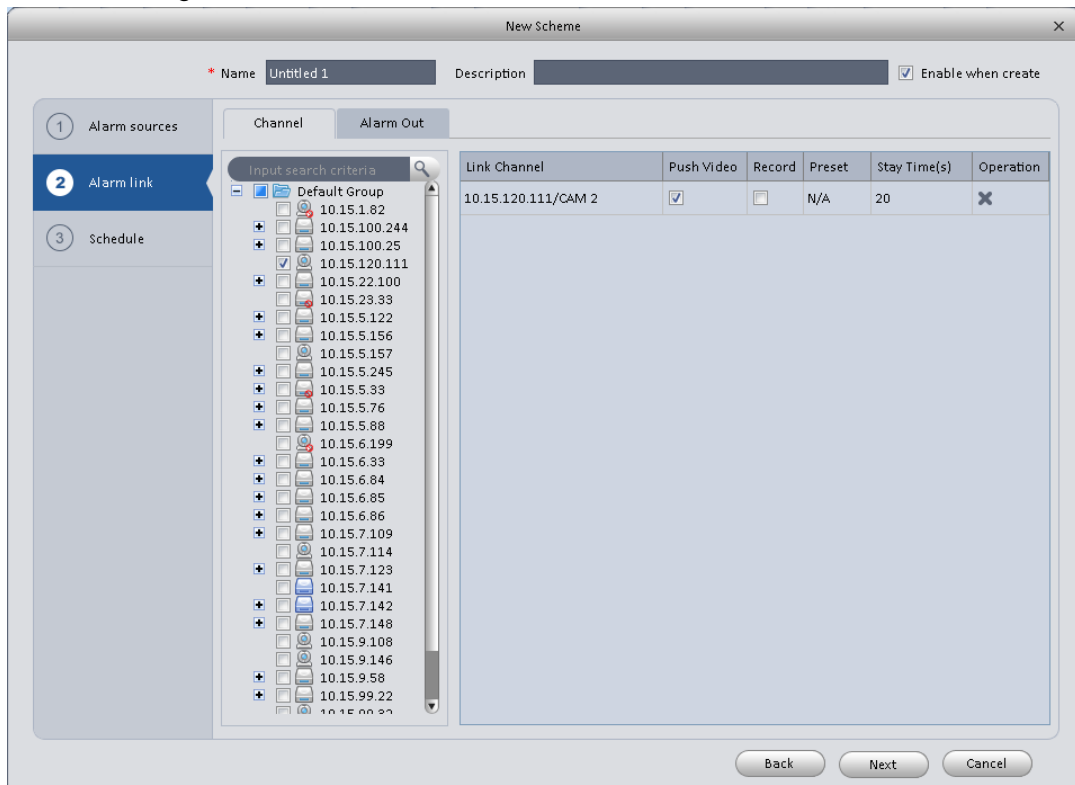 New Scheme
* Name Untitled 1 Description Enable when create
1 Alarm sources
2 Alarm link
3 Schedule
Channel Alarm Out
Input search criteria
Default Group
10.15.1.82
10.15.100.244
10.15.100.25
10.15.120.111
10.15.22.100
10.15.23.33
10.15.5.122
10.15.5.156
10.15.5.157
10.15.5.245
10.15.5.33
10.15.5.76
10.15.5.88
10.15.6.199
10.15.6.33
10.15.6.84
10.15.6.85
10.15.6.86
10.15.7.109
10.15.7.114
10.15.7.123
10.15.7.141
10.15.7.142
10.15.7.148
10.15.9.108
10.15.9.146
10.15.9.58
10.15.99.22
Link Channel Push Video Record Preset Stay Time(s) Operation
10.15.120.111/CAM 2 N/A 20
Back Next Cancel